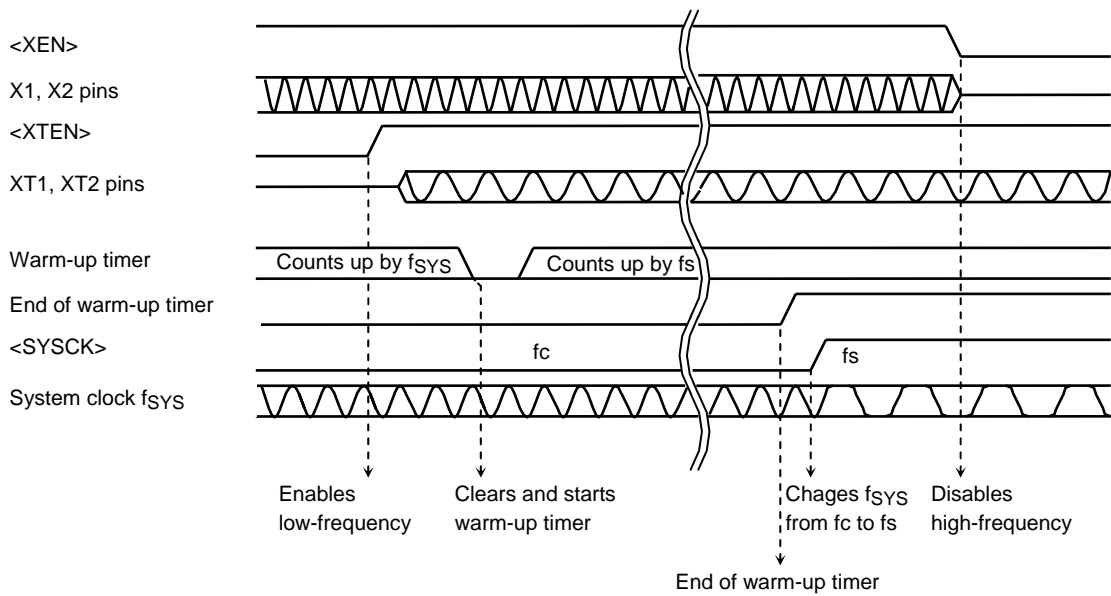 <XEN>
X1, X2 pins
<XTEN>
XT1, XT2 pins
Warm-up timer
Counts up by fSYS
Counts up by fs
End of warm-up timer
<SYSCK>
fc
fs
System clock fSYS
Enables
low-frequency
Clears and starts
warm-up timer
Chages fSYS
from fc to fs
Disables
high-frequency
End of warm-up timer